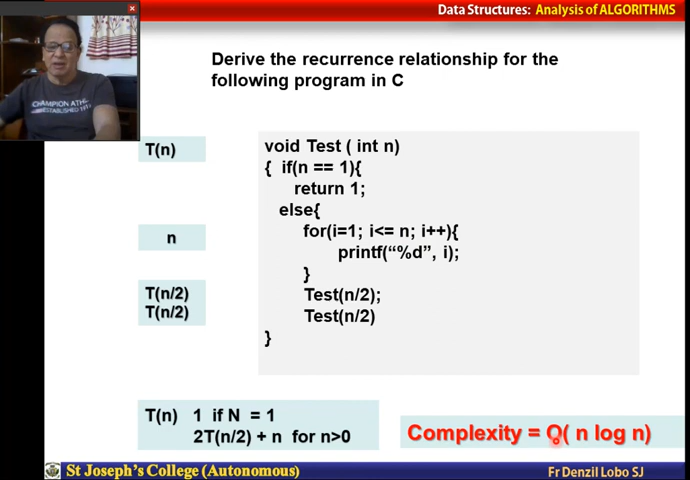 Data Structures: Analysis of ALGORITHMS
Derive the recurrence relationship for the
following program in C
CHAMPION ATH
T(n)
void Test ( int n)
{ if(n == 1){
return 1;
else{
for(i=1; i<= n; i++){
n
printf(“%d”, i);
}
T(n/2)
Test(n/2);
T(n/2)
Test(n/2)
}
T(n) 1 if N = 1
2T(n/2) + n for n>0
Complexity = O( n log n)
St Joseph's College (Autonomous)
Fr Denzil Lobo SJ